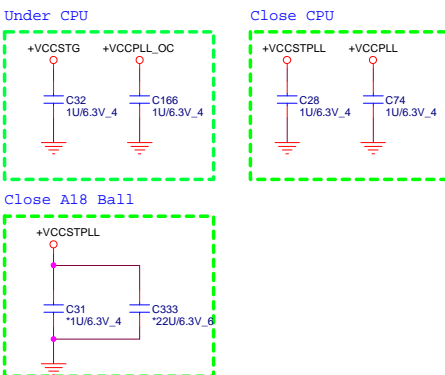 Under CPU
Close CPU
+VCCSTG
+VCCPLL_OC
+VCCSTPLL
+VCCPLL
C32
1U/6.3V_4
C166
1U/6.3V_4
C28
1U/6.3V_4
C74
1U/6.3V_4
Close A18 Ball
+VCCSTPLL
C31
*1U/6.3V_4
C333
*22U/6.3V_6